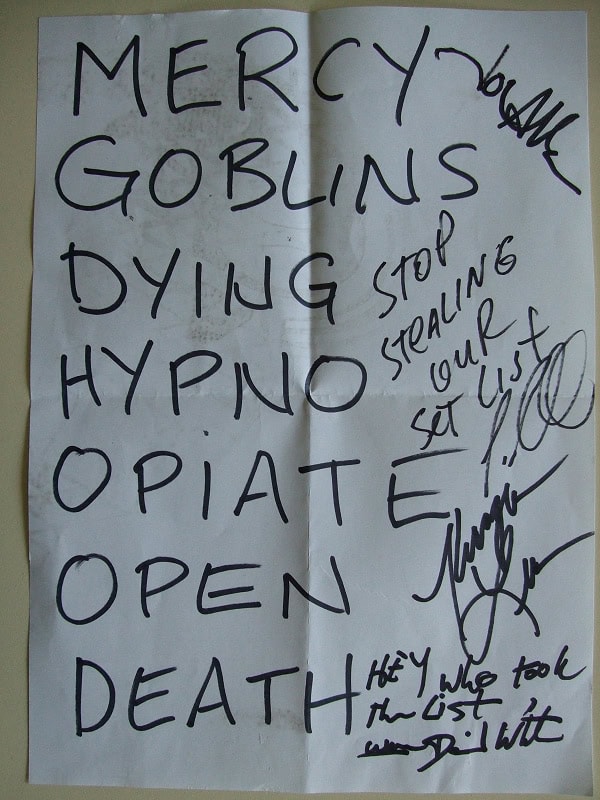 MERCY
GOBLINS
DYING
STOP
STEALING
OUR
SET LIST
HYPNO
OPIATE
OPEN
DEATH
HEY who took
the LIST,